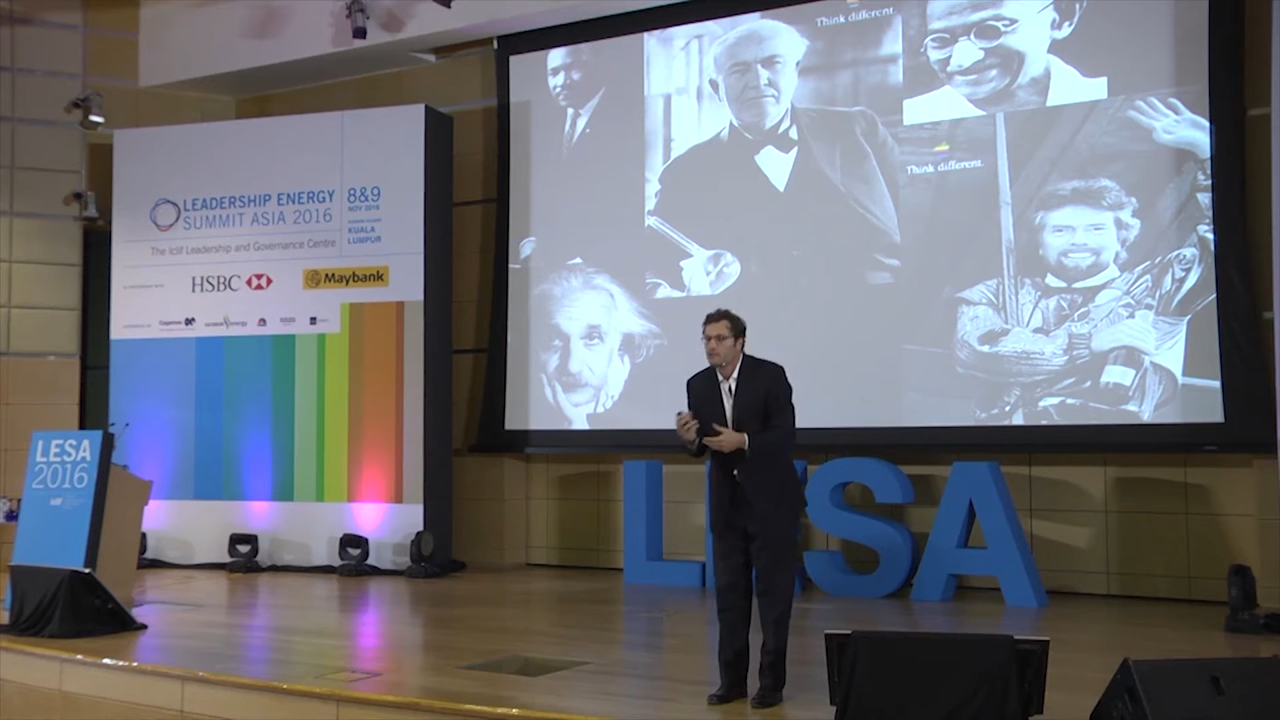 Think different.
Think different.
LEADERSHIP ENERGY
SUMMIT ASIA 2016
8&9
NOV 2016
KUALA
LUMPUR
The Iclif Leadership and Governance Centre
HSBC
Maybank
LESA
2016
LESA